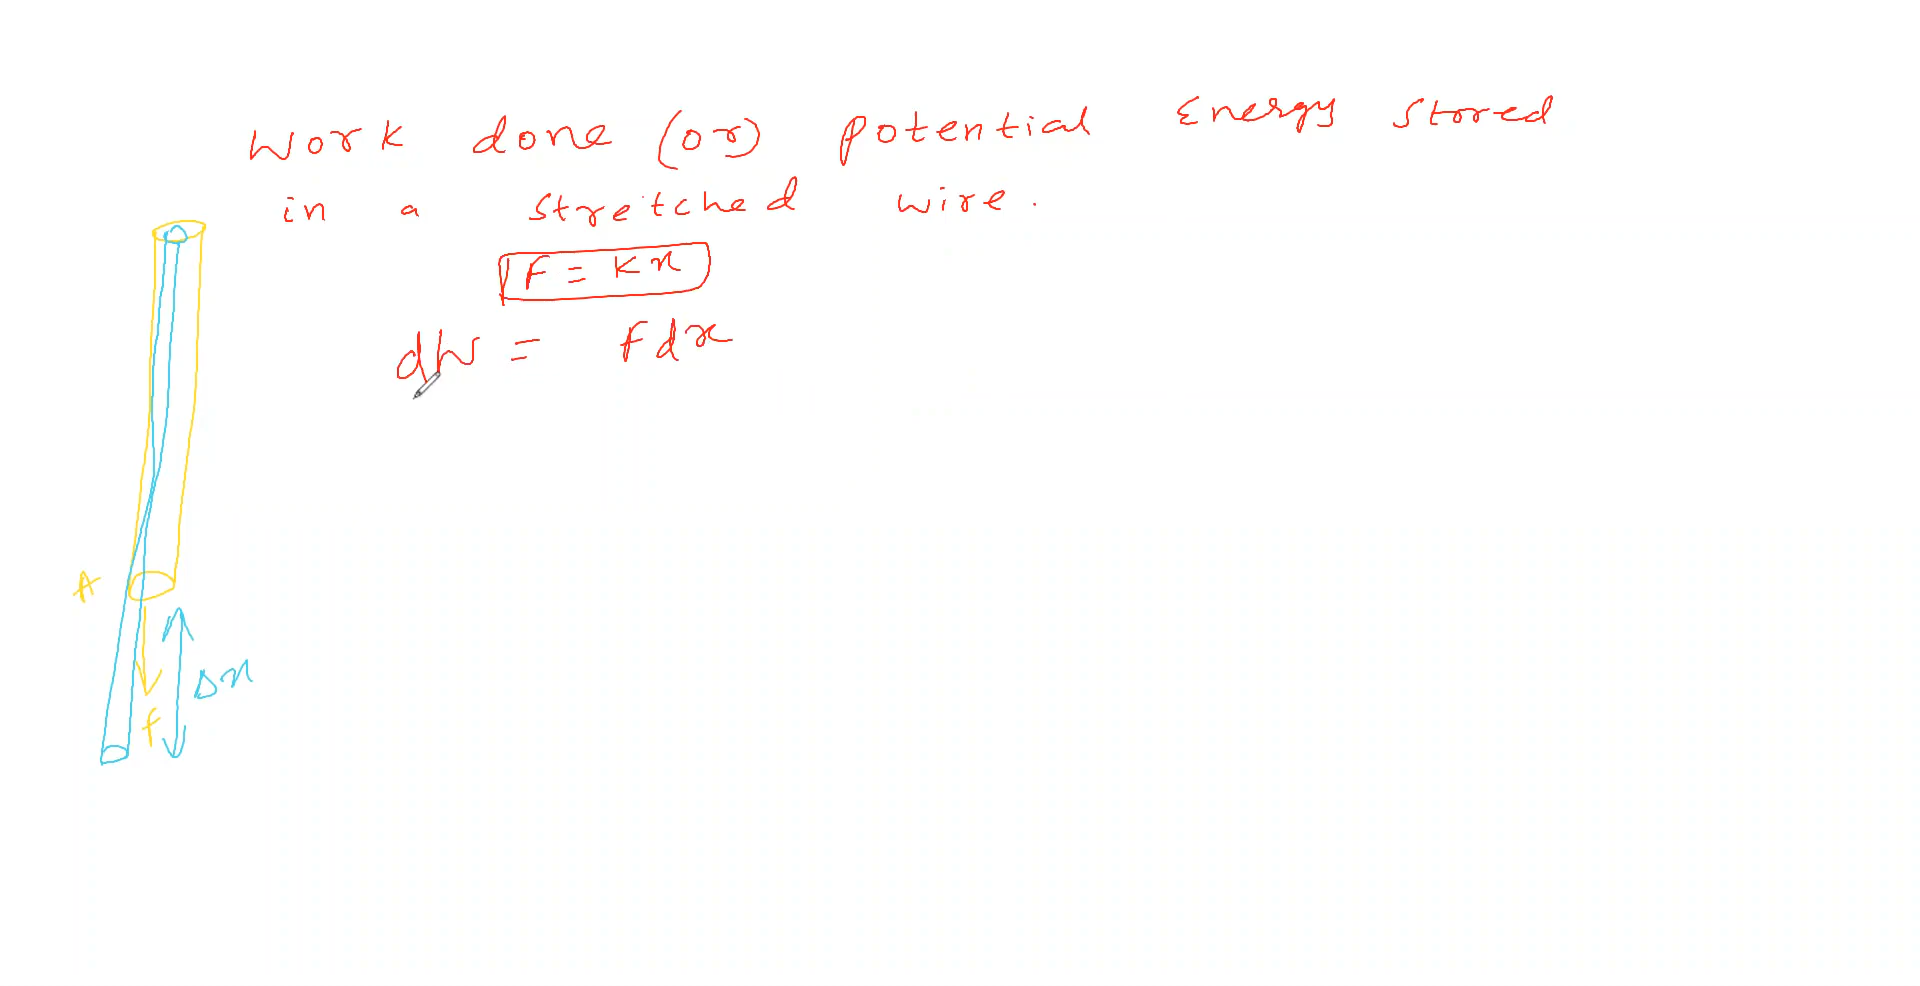 Work done (or) potential Energy stored
in a stretched wire.
F = Kx
dW = Fdx
A
Δx
F